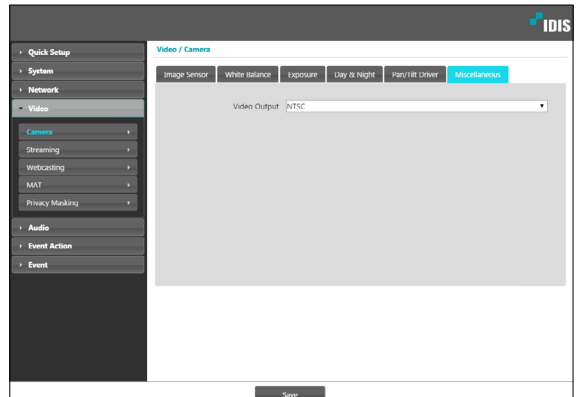 IDIS
Quick Setup
System
Network
Video
Camera
Streaming
Webcasting
MAT
Privacy Masking
Audio
Event Action
Event
Video / Camera
Image Sensor White Balance Exposure Day & Night Pan/Tilt Driver Miscellaneous
Video Output NTSC
Save